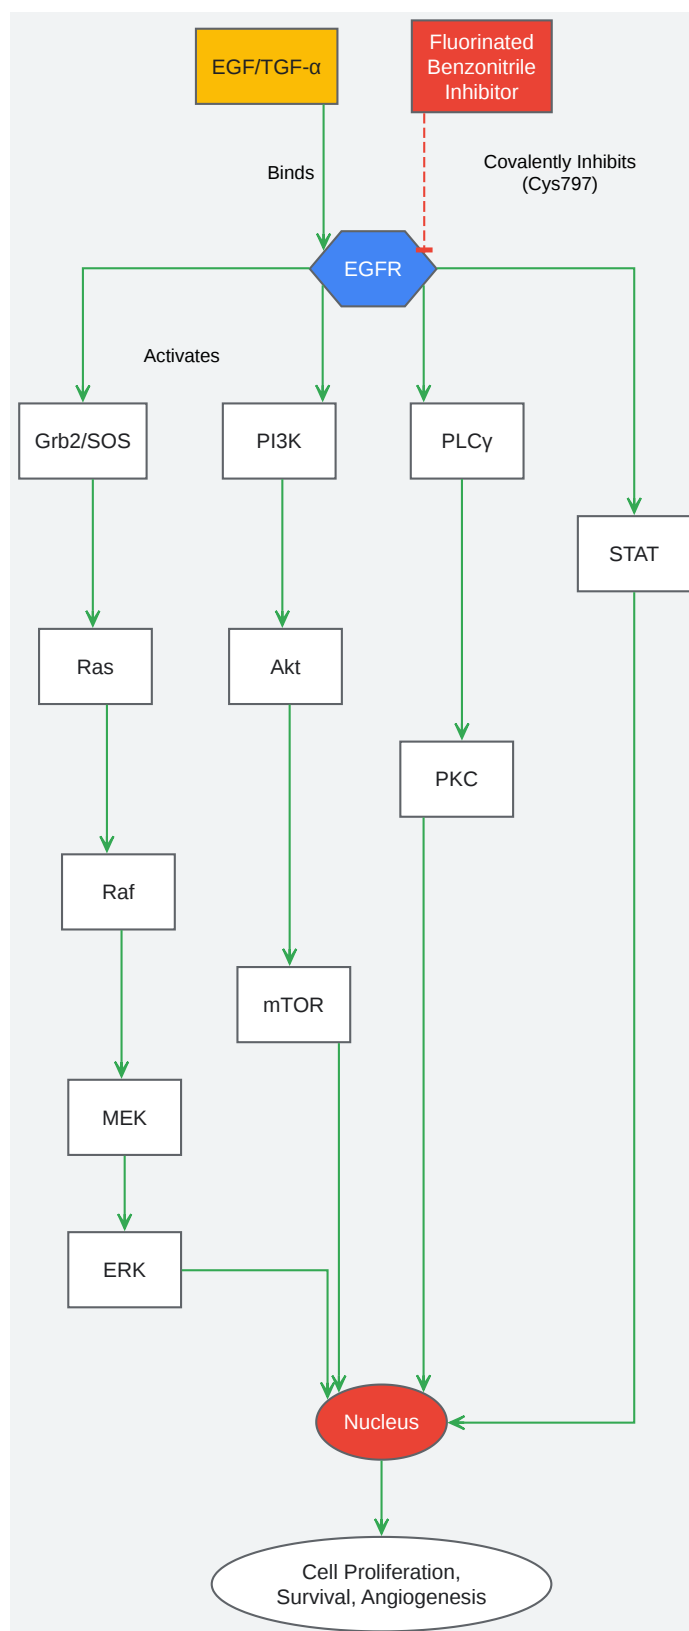 EGF/TGF-α
Fluorinated
Benzonitrile
Inhibitor
Binds
Covalently Inhibits
(Cys797)
EGFR
Activates
Grb2/SOS
PI3K
PLCγ
STAT
Ras
Akt
PKC
Raf
mTOR
MEK
ERK
Nucleus
Cell Proliferation,
Survival, Angiogenesis